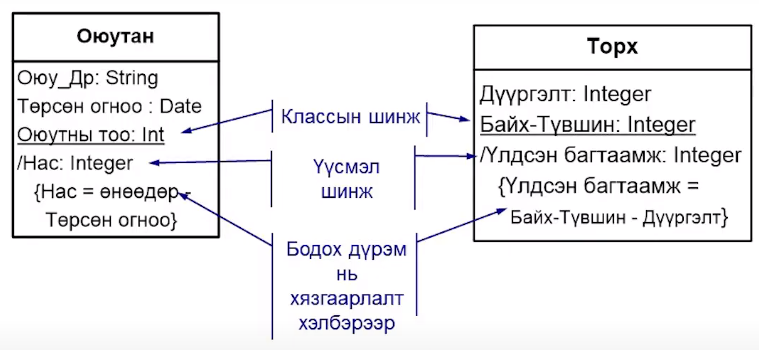 Оюутан
Оюу_Др: String
Төрсөн огноо : Date
Оюутны тоо: Int
/Нас: Integer
{Нас = өнөөдөр -
Төрсөн огноо}
Классын шинж
Үүсмэл
шинж
Бодох дүрэм
нь
хязгаарлалт
хэлбэрээр
Торх
Дүүргэлт: Integer
Байх-Түвшин: Integer
/Үлдсэн багтаамж: Integer
{Үлдсэн багтаамж =
Байх-Түвшин - Дүүргэлт}